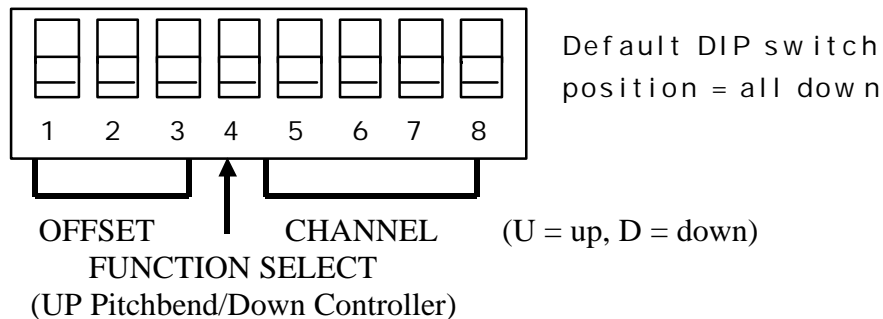 Default DIP switch
position = all down
1 2 3 4 5 6 7 8
OFFSET CHANNEL (U = up, D = down)
FUNCTION SELECT
(UP Pitchbend/Down Controller)